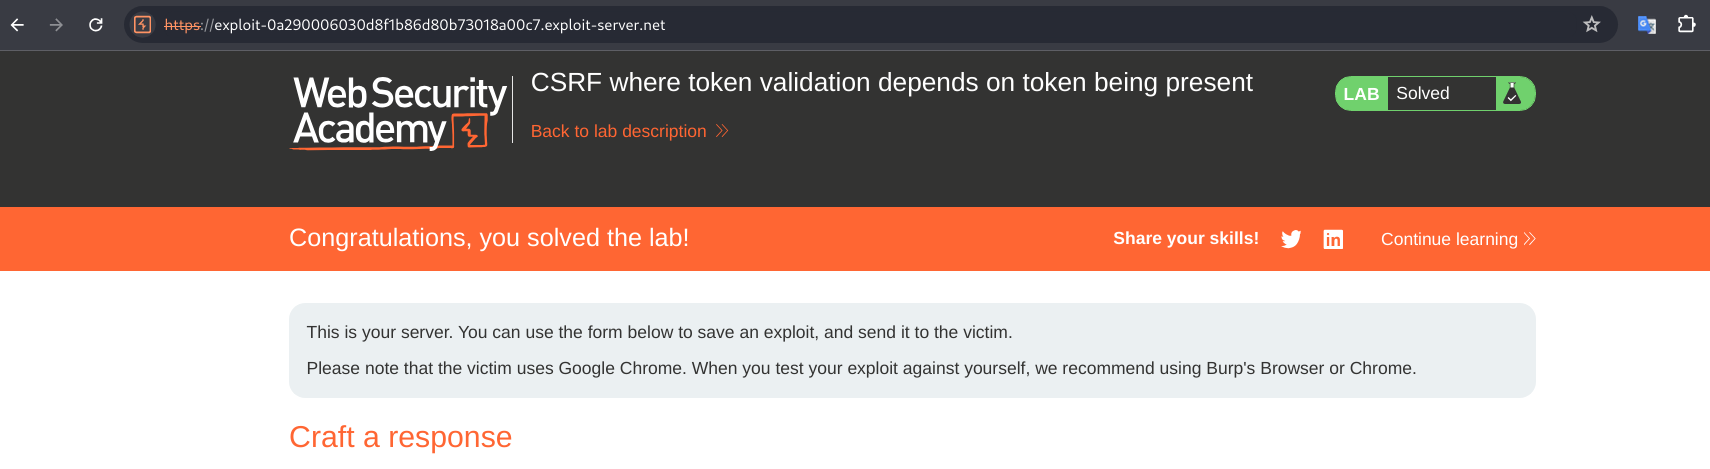 https://exploit-0a290006030d8f1b86d80b73018a00c7.exploit-server.net
Web Security
Academy
CSRF where token validation depends on token being present
Back to lab description
LAB Solved
Congratulations, you solved the lab!
Share your skills!
Continue learning
This is your server. You can use the form below to save an exploit, and send it to the victim.
Please note that the victim uses Google Chrome. When you test your exploit against yourself, we recommend using Burp's Browser or Chrome.
Craft a response